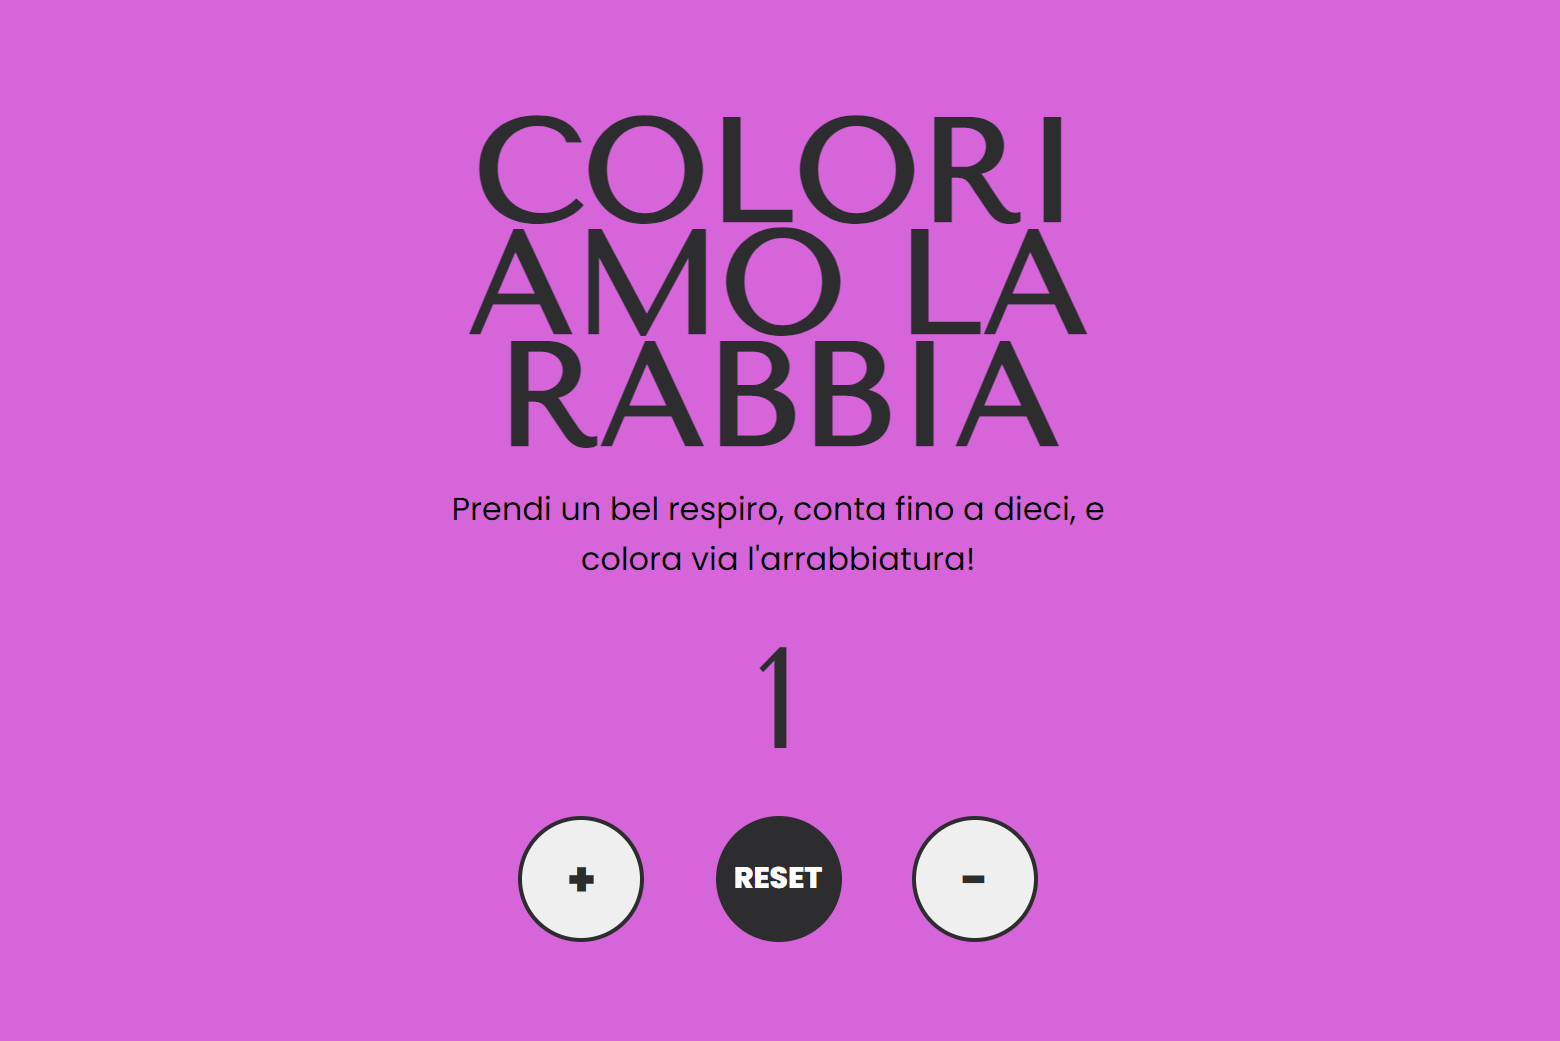 COLORI
AMO LA
RABBIA
Prendi un bel respiro, conta fino a dieci, e
colora via l'arrabbiatura!
1
+ RESET -